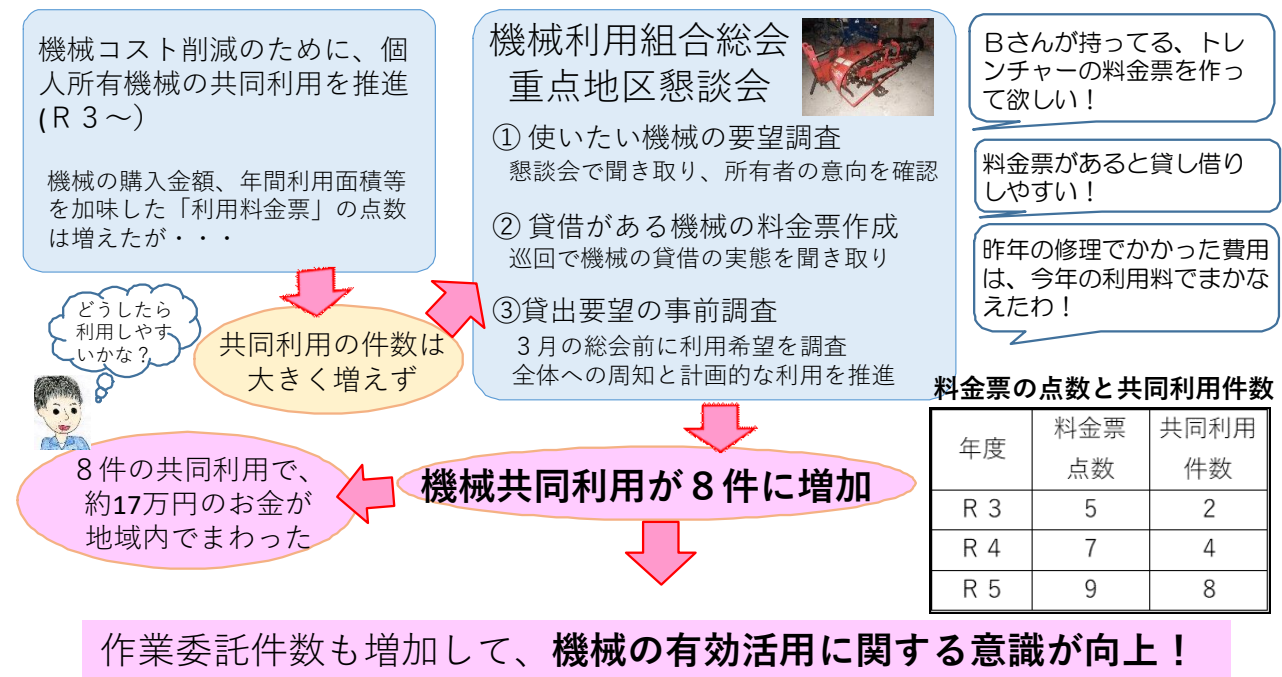 機械コスト削減のために、個
人所有機械の共同利用を推進
(Ｒ３～）
機械の購入金額、年間利用面積等
を加味した「利用料金票」の点数
は増えたが・・・
どうしたら
利用しやす
いかな？
共同利用の件数は
大きく増えず
機械利用組合総会
重点地区懇談会
① 使いたい機械の要望調査
懇談会で聞き取り、所有者の意向を確認
② 貸借がある機械の料金票作成
巡回で機械の貸借の実態を聞き取り
③貸出要望の事前調査
３月の総会前に利用希望を調査
全体への周知と計画的な利用を推進
Ｂさんが持ってる、トレ
ンチャーの料金票を作っ
て欲しい！
料金票があると貸し借り
しやすい！
昨年の修理でかかった費用
は、今年の利用料でまかな
えたわ！
機械共同利用が８件に増加
８件の共同利用で、
約17万円のお金が
地域内でまわった
料金票の点数と共同利用件数
年度 料金票点数 共同利用件数
Ｒ３ 5 2
Ｒ４ 7 4
Ｒ５ 9 8
作業委託件数も増加して、機械の有効活用に関する意識が向上！